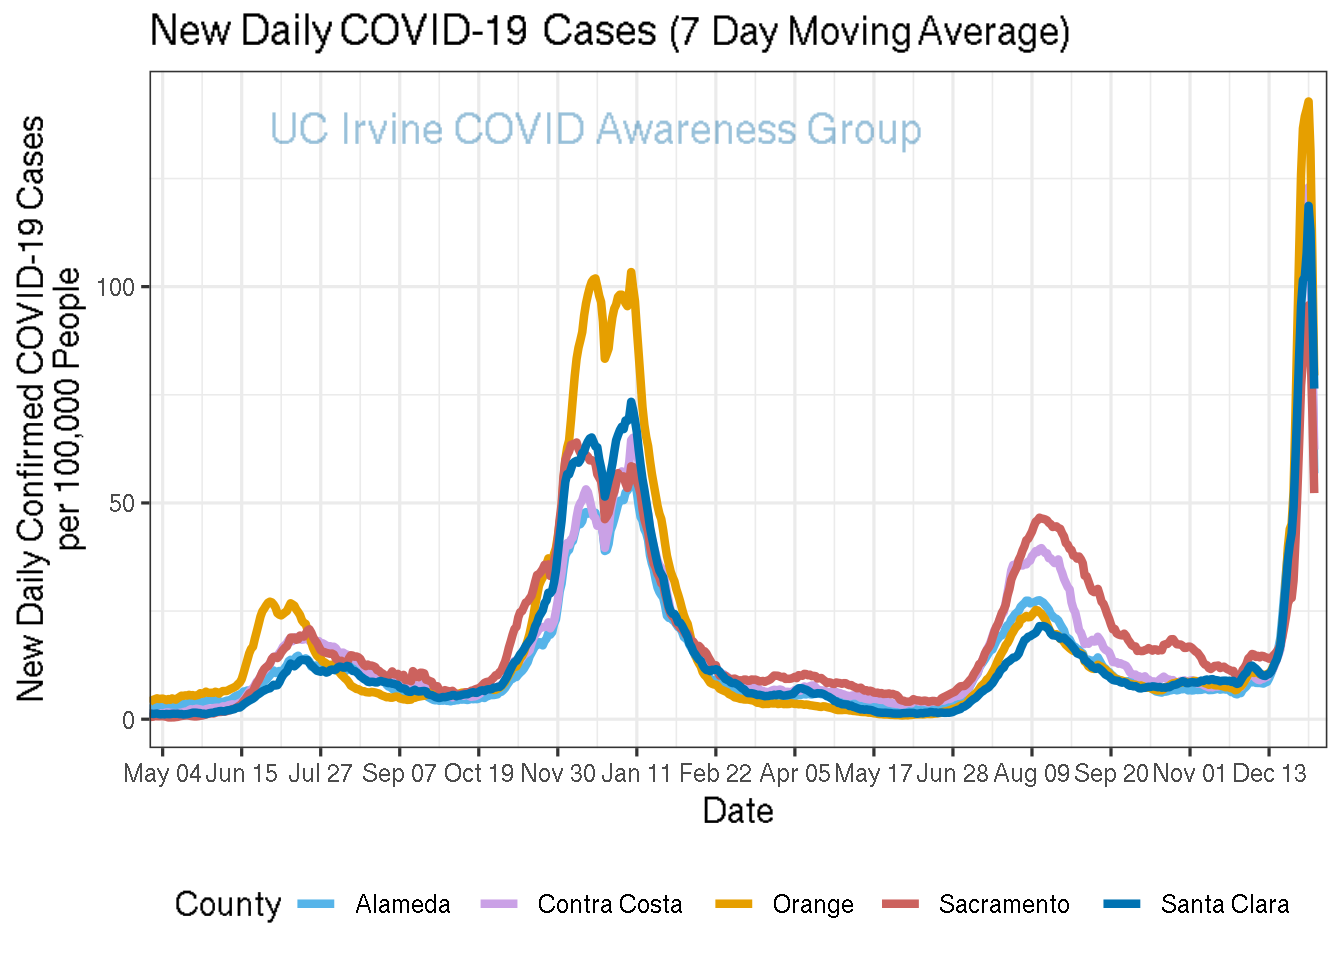 New Daily COVID-19 Cases (7 Day Moving Average)
UC Irvine COVID Awareness Group
New Daily Confirmed COVID-19 Cases
per 100,000 People
100
50
0
May 04 Jun 15 Jul 27 Sep 07 Oct 19 Nov 30 Jan 11 Feb 22 Apr 05 May 17 Jun 28 Aug 09 Sep 20 Nov 01 Dec 13
Date
County Alameda Contra Costa Orange Sacramento Santa Clara